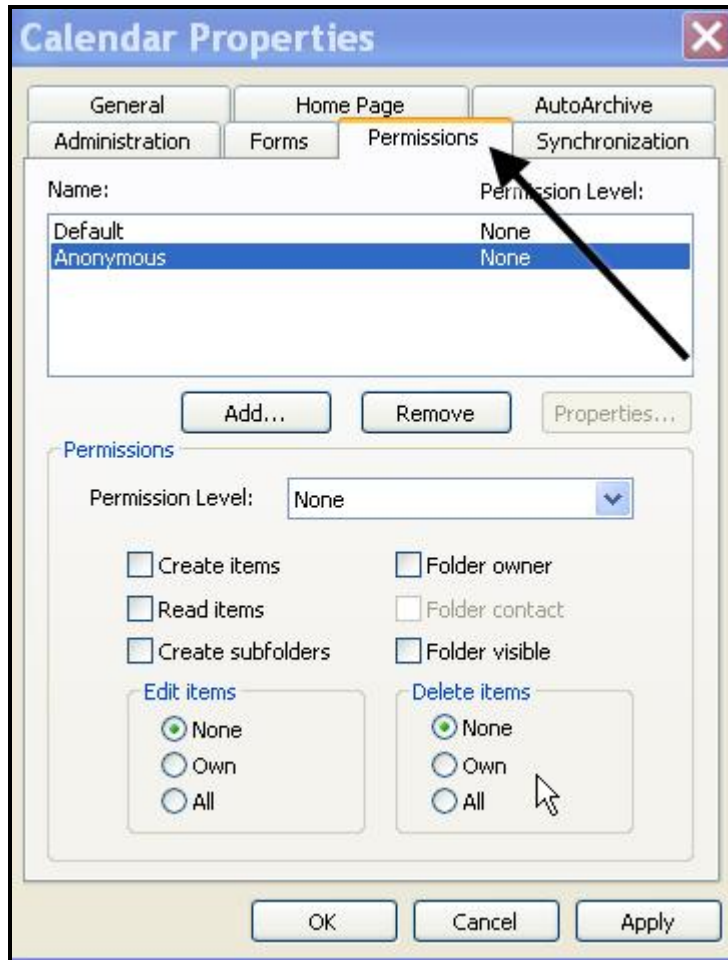 Calendar Properties
General Home Page AutoArchive
Administration Forms Permissions Synchronization
Name: Permission Level:
Default None
Anonymous None
Add... Remove Properties...
Permissions
Permission Level: None
Create items Folder owner
Read items Folder contact
Create subfolders Folder visible
Edit items Delete items
None None
Own Own
All All
OK Cancel Apply